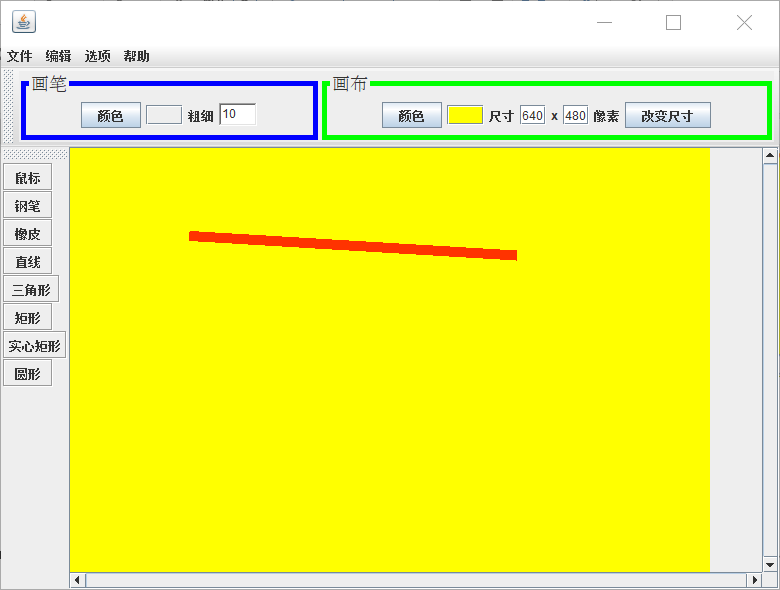 文件 编辑 选项 帮助
画笔 画布
颜色 粗细 10 颜色 尺寸 640 x 480 像素 改变尺寸
鼠标
钢笔
橡皮
直线
三角形
矩形
实心矩形
圆形